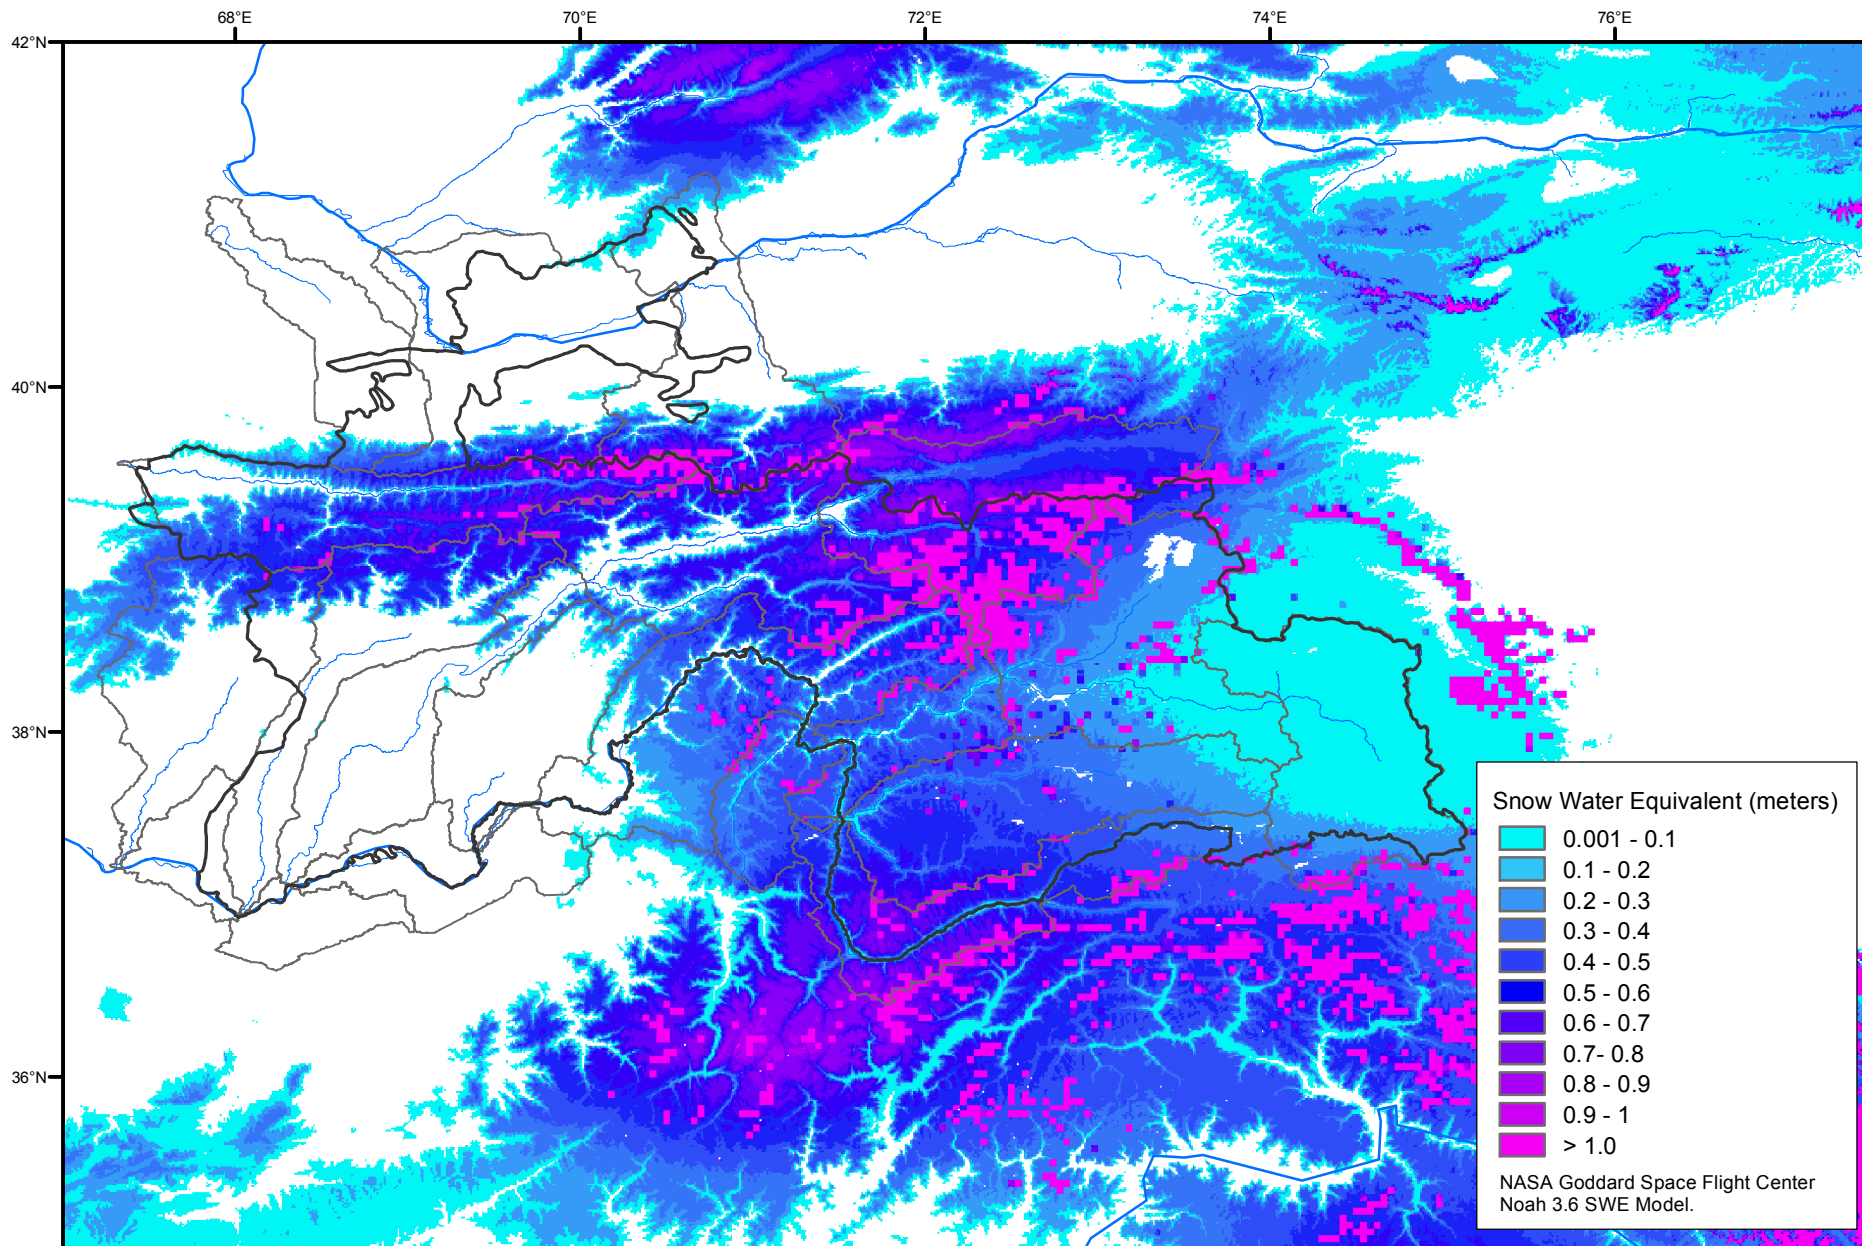 68°E 70°E 72°E 74°E 76°E
42°N
40°N
38°N
36°N
Snow Water Equivalent (meters)
0.001 - 0.1
0.1 - 0.2
0.2 - 0.3
0.3 - 0.4
0.4 - 0.5
0.5 - 0.6
0.6 - 0.7
0.7- 0.8
0.8 - 0.9
0.9 - 1
> 1.0
NASA Goddard Space Flight Center
Noah 3.6 SWE Model.